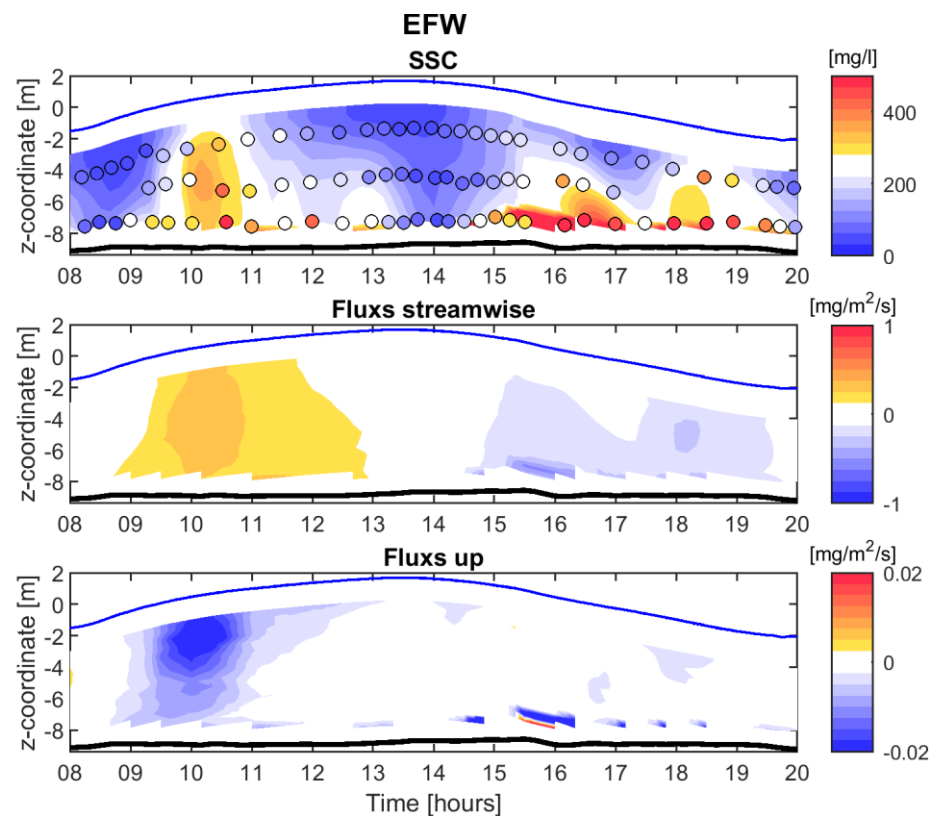 EFW
SSC
[mg/l]
z-coordinate [m]
2
0
-2
-4
-6
-8
08 09 10 11 12 13 14 15 16 17 18 19 20
400
200
0
Fluxs streamwise
[mg/m²/s]
z-coordinate [m]
2
0
-2
-4
-6
-8
08 09 10 11 12 13 14 15 16 17 18 19 20
1
0
-1
Fluxs up
[mg/m²/s]
z-coordinate [m]
2
0
-2
-4
-6
-8
08 09 10 11 12 13 14 15 16 17 18 19 20
0.02
0
-0.02
Time [hours]